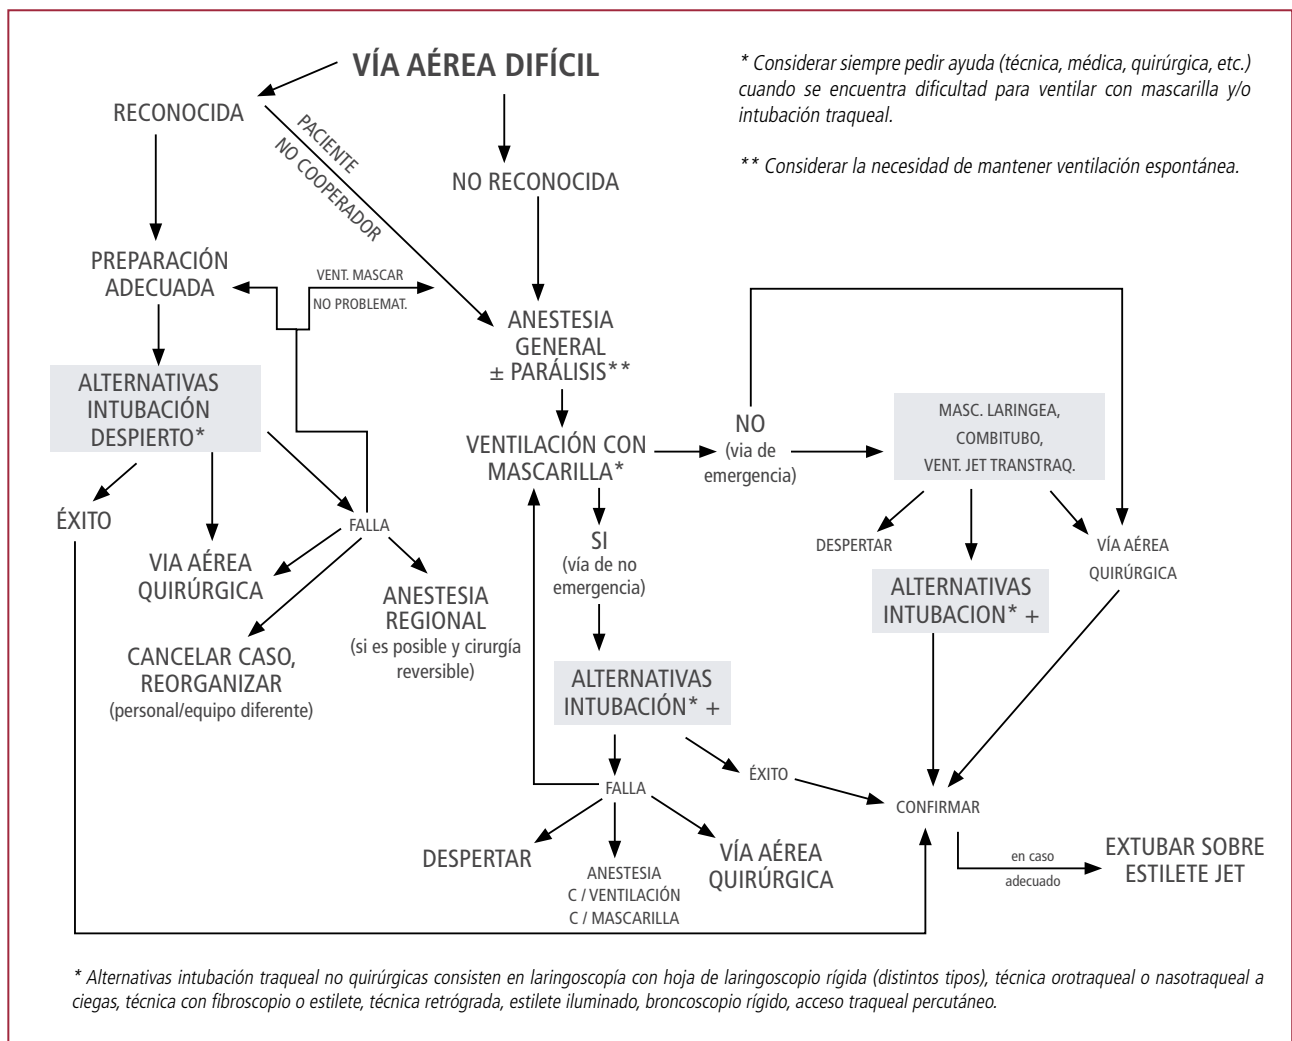 VÍA AÉREA DIFÍCIL
* Considerar siempre pedir ayuda (técnica, médica, quirúrgica, etc.)
cuando se encuentra dificultad para ventilar con mascarilla y/o
intubación traqueal.
** Considerar la necesidad de mantener ventilación espontánea.
RECONOCIDA
PACIENTE
NO COOPERADOR
NO RECONOCIDA
PREPARACIÓN
ADECUADA
VENT. MASCAR
NO PROBLEMAT.
ANESTESIA
GENERAL
± PARÁLISIS**
ALTERNATIVAS
INTUBACIÓN
DESPIERTO*
VENTILACIÓN CON
MASCARILLA*
NO
(via de
emergencia)
MASC. LARINGEA,
COMBITUBO,
VENT. JET TRANSTRAQ.
ÉXITO
FALLA
VIA AÉREA
QUIRÚRGICA
ANESTESIA
REGIONAL
(si es posible y cirurgía
reversible)
CANCELAR CASO,
REORGANIZAR
(personal/equipo diferente)
SI
(vía de no
emergencia)
DESPERTAR
VÍA AÉREA
QUIRÚRGICA
ALTERNATIVAS
INTUBACION* +
ALTERNATIVAS
INTUBACIÓN* +
FALLA
ÉXITO
CONFIRMAR
DESPERTAR
ANESTESIA
C / VENTILACIÓN
C / MASCARILLA
VÍA AÉREA
QUIRÚRGICA
en caso
adecuado
EXTUBAR SOBRE
ESTILETE JET
* Alternativas intubación traqueal no quirúrgicas consisten en laringoscopía con hoja de laringoscopio rígida (distintos tipos), técnica orotraqueal o nasotraqueal a
ciegas, técnica con fibroscopio o estilete, técnica retrógrada, estilete iluminado, broncoscopio rígido, acceso traqueal percutáneo.